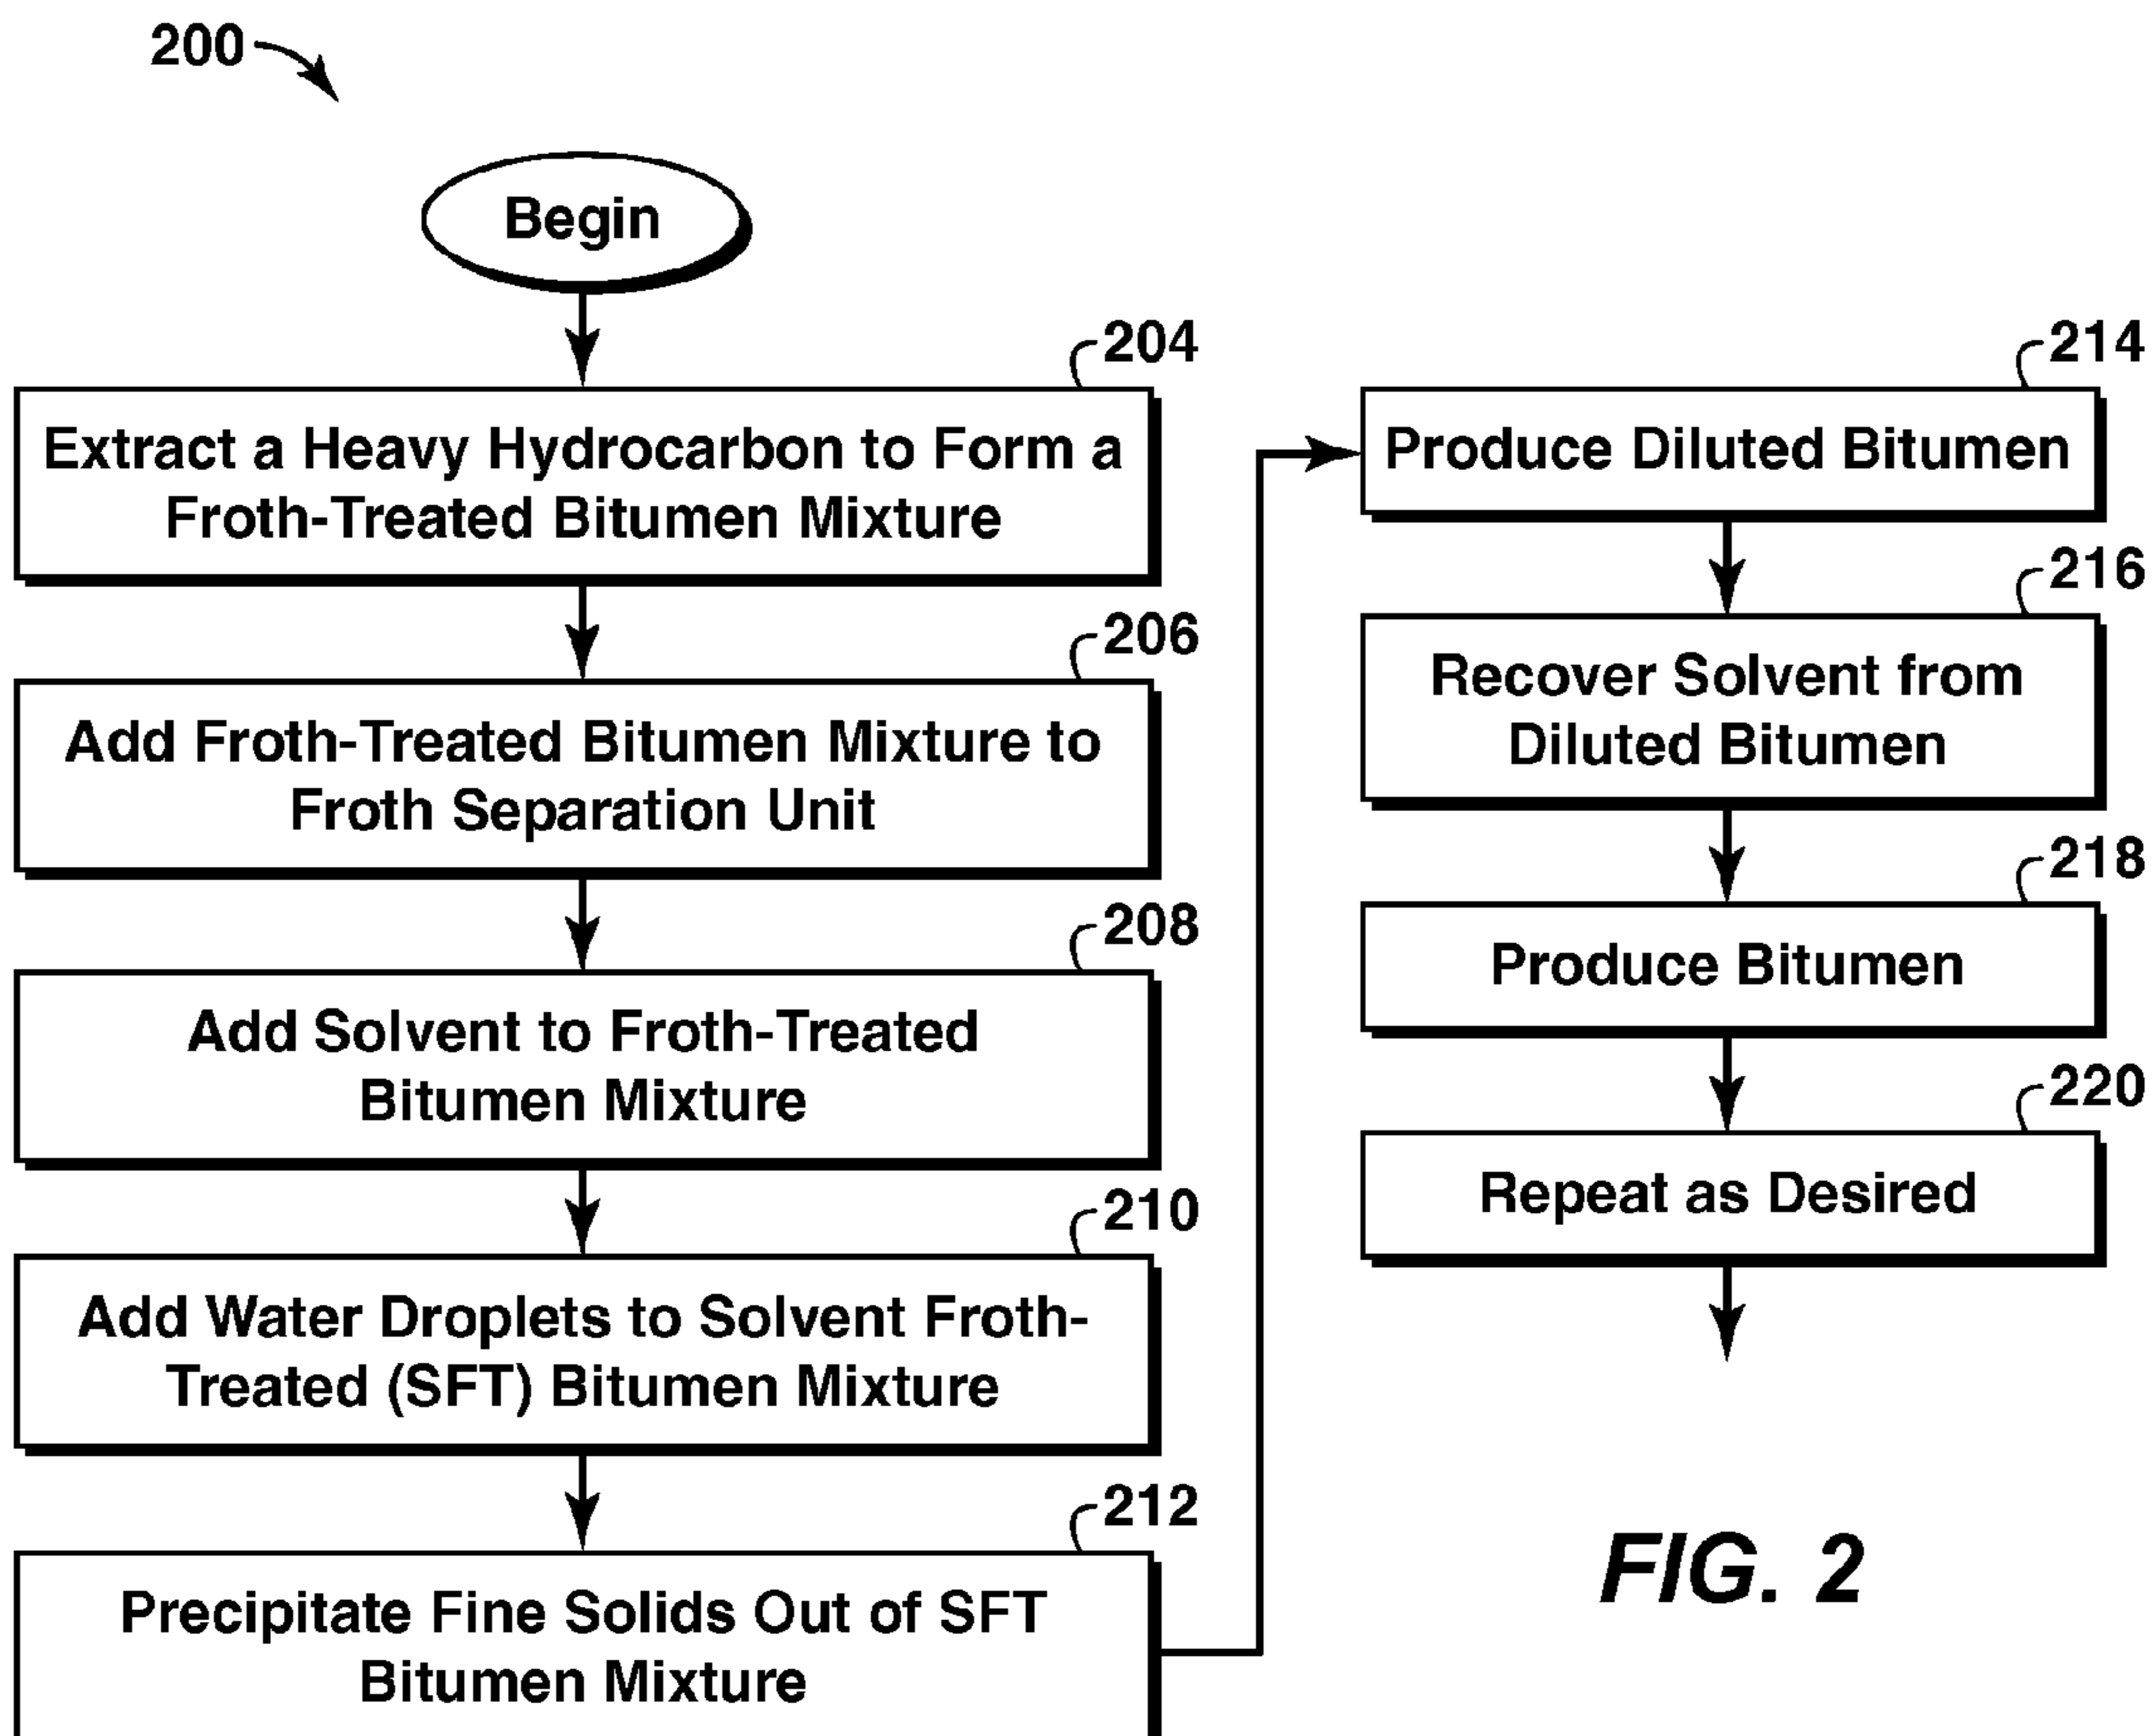 200
Begin
204
Extract a Heavy Hydrocarbon to Form a
Froth-Treated Bitumen Mixture
206
Add Froth-Treated Bitumen Mixture to
Froth Separation Unit
208
Add Solvent to Froth-Treated
Bitumen Mixture
210
Add Water Droplets to Solvent Froth-
Treated (SFT) Bitumen Mixture
212
Precipitate Fine Solids Out of SFT
Bitumen Mixture
214
Produce Diluted Bitumen
216
Recover Solvent from
Diluted Bitumen
218
Produce Bitumen
220
Repeat as Desired
FIG. 2